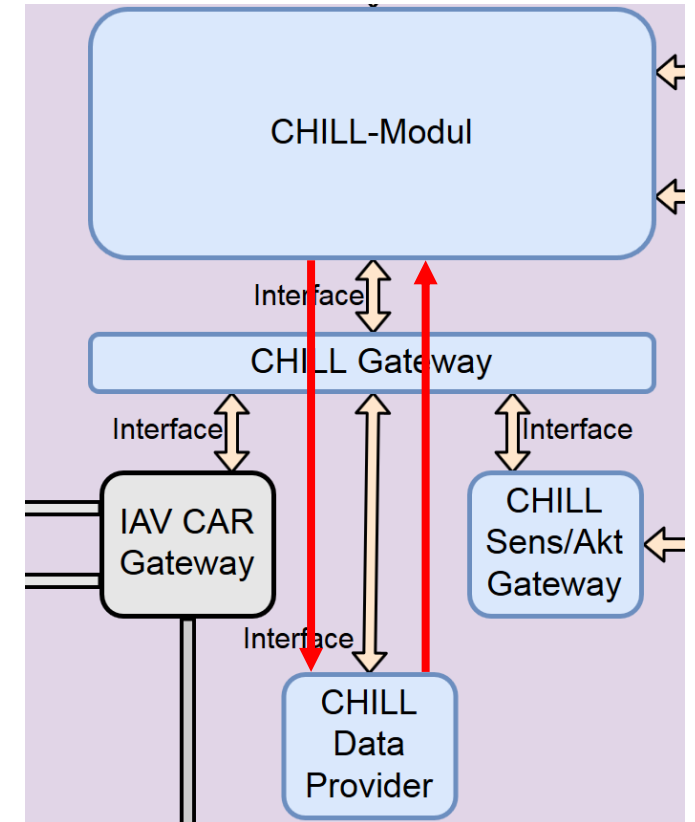 CHILL-Modul
Interface
CHILL Gateway
Interface
Interface
IAV CAR
Gateway
CHILL
Sens/Akt
Gateway
Interface
CHILL
Data
Provider